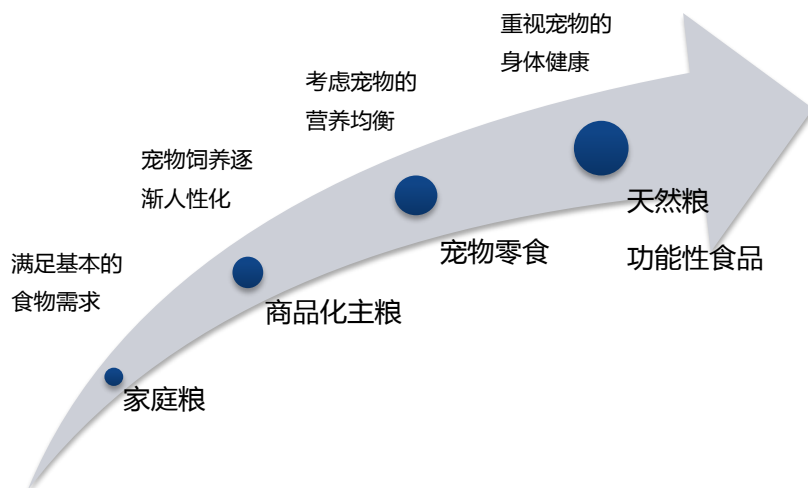 重视宠物的
身体健康
考虑宠物的
营养均衡
宠物饲养逐
渐人性化
满足基本的
食物需求
天然粮
功能性食品
宠物零食
商品化主粮
家庭粮